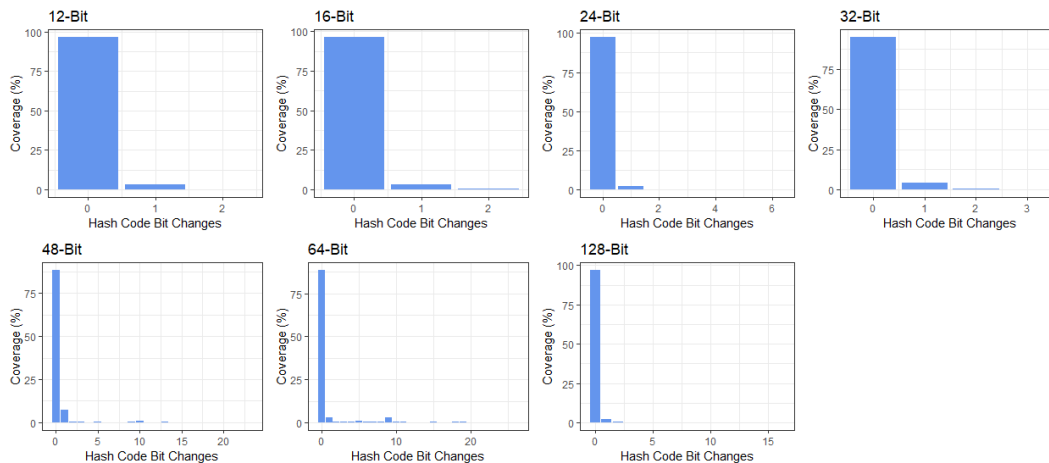 12-Bit
100
75
50
25
0
Coverage (%)
0 1 2
Hash Code Bit Changes
16-Bit
100
75
50
25
0
Coverage (%)
0 1 2
Hash Code Bit Changes
24-Bit
100
75
50
25
0
Coverage (%)
0 2 4 6
Hash Code Bit Changes
32-Bit
75
50
25
0
Coverage (%)
0 1 2 3
Hash Code Bit Changes
48-Bit
75
50
25
0
Coverage (%)
0 5 10 15 20
Hash Code Bit Changes
64-Bit
75
50
25
0
Coverage (%)
0 10 20
Hash Code Bit Changes
128-Bit
100
75
50
25
0
Coverage (%)
0 5 10 15
Hash Code Bit Changes